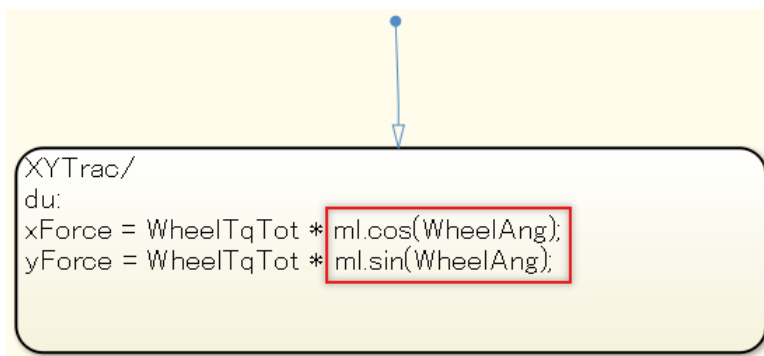 XYTrac/
du:
xForce = WheelTqTot * ml.cos(WheelAng);
yForce = WheelTqTot * ml.sin(WheelAng);